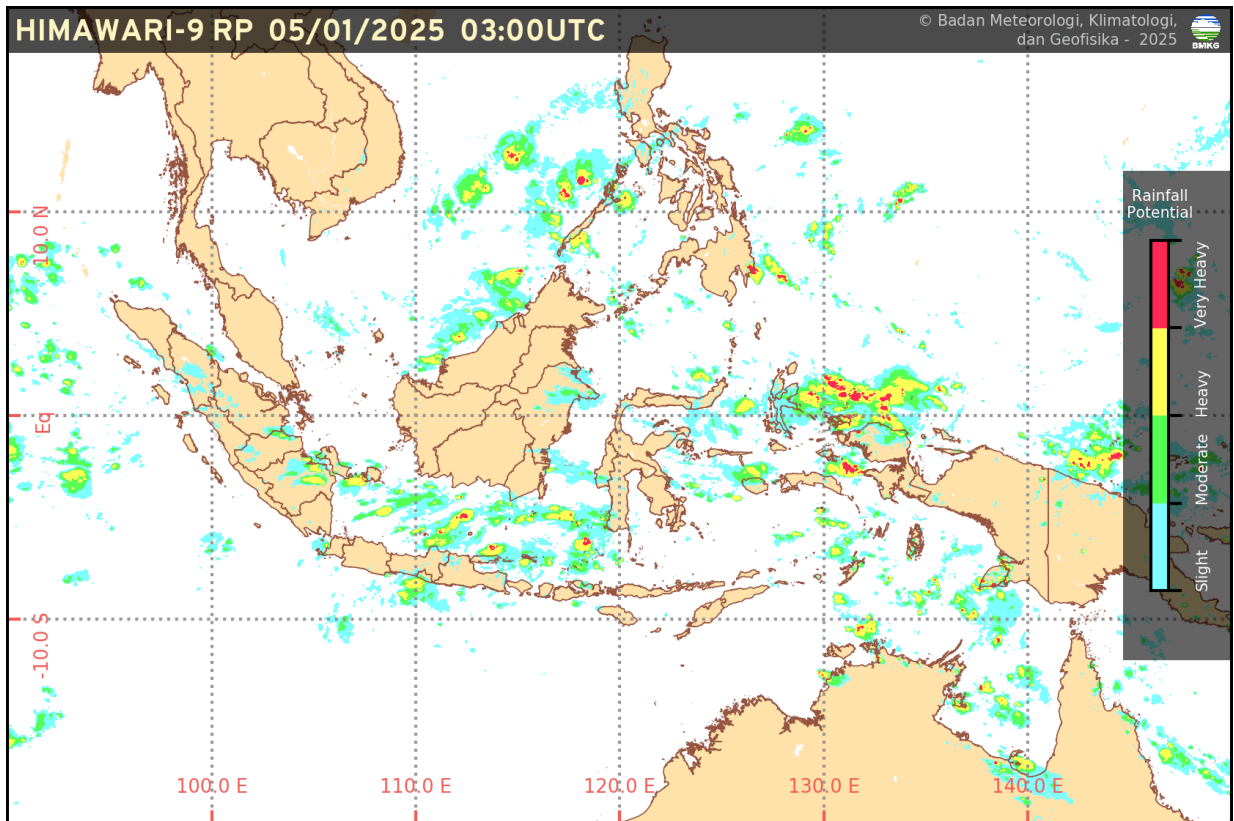 HIMAWARI-9 RP 05/01/2025 03:00UTC
© Badan Meteorologi, Klimatologi,
dan Geofisika - 2025
BMKG
Rainfall
Potential
Very Heavy
Heavy
Moderate
Slight
10.0 N
Eq
-10.0 S
100.0 E
110.0 E
120.0 E
130.0 E
140.0 E